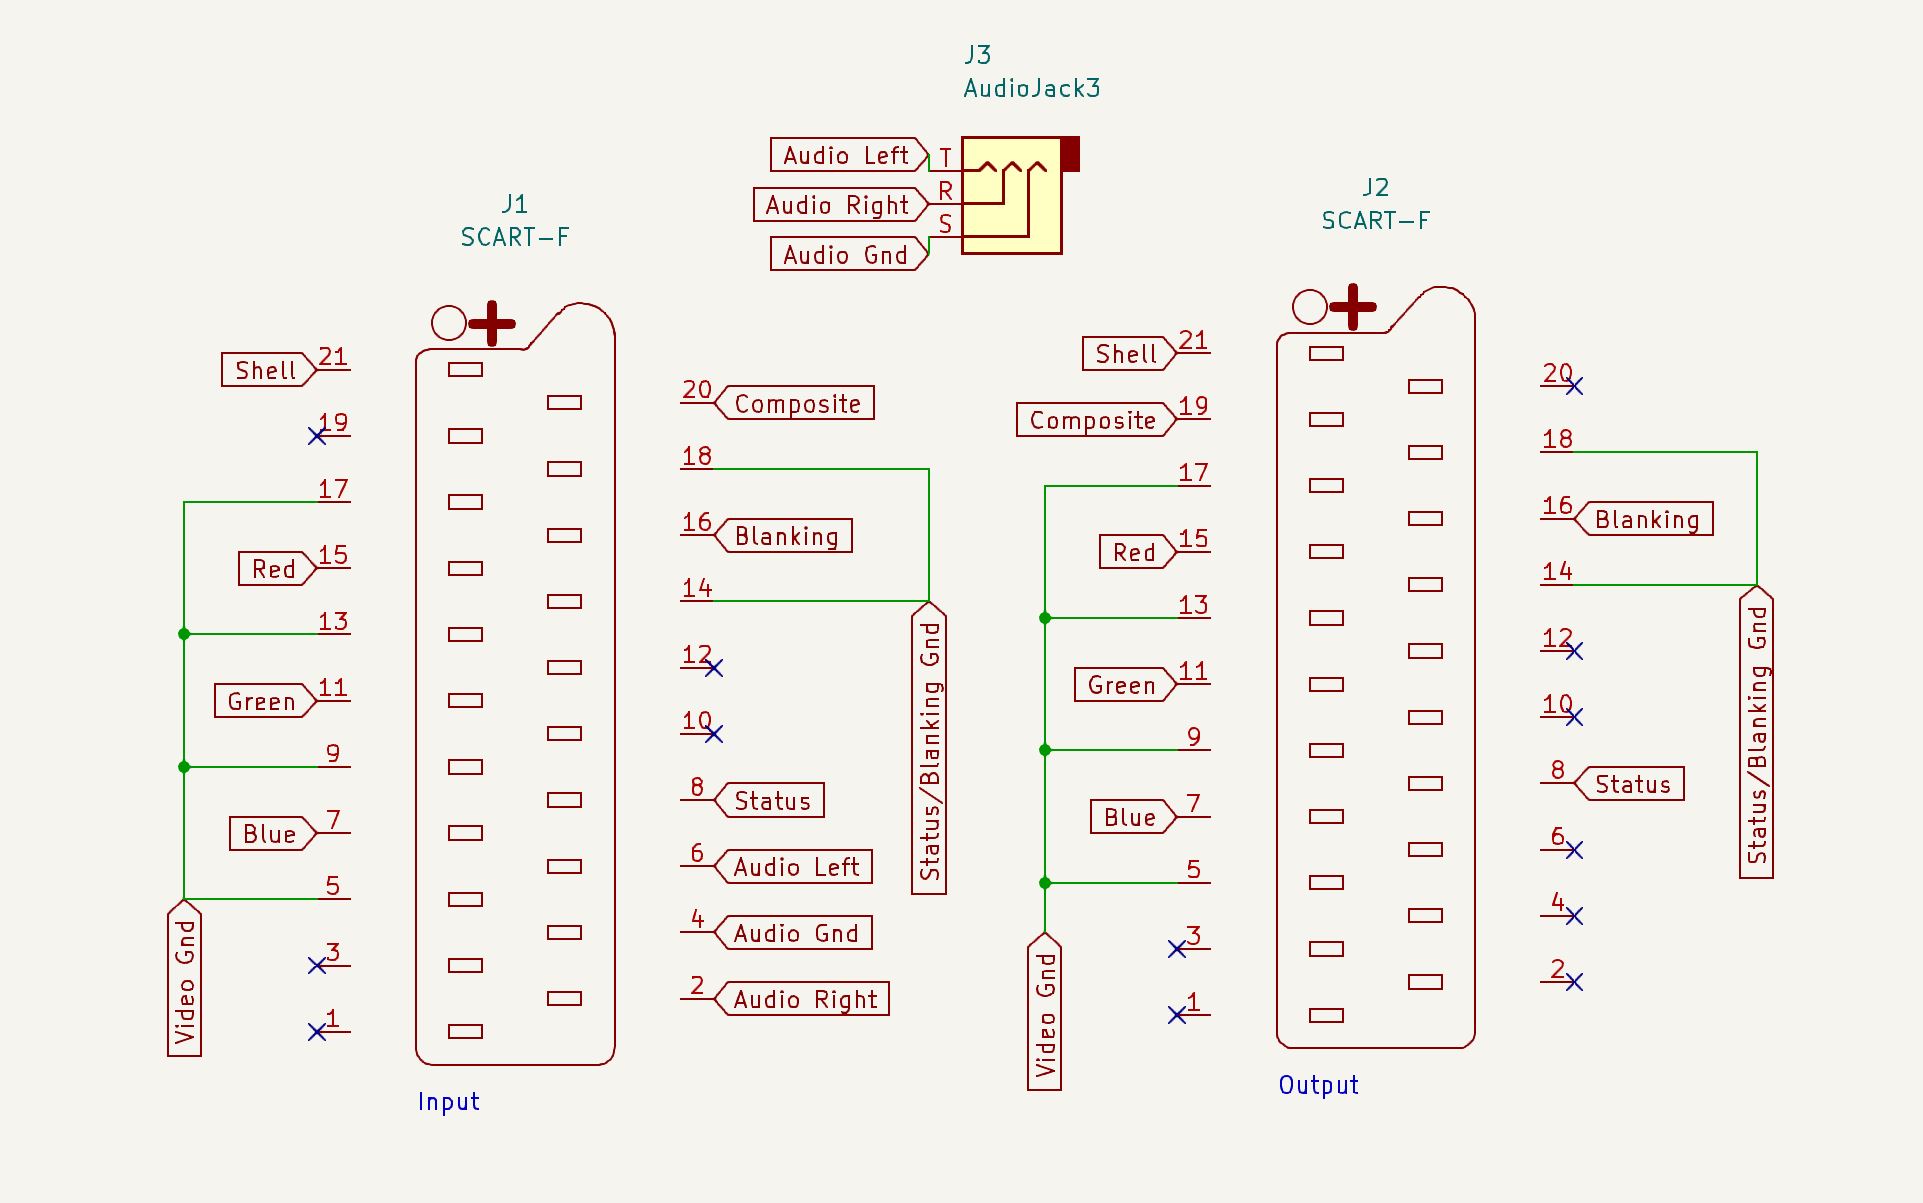 J3
AudioJack3
Audio Left
T
Audio Right
R
Audio Gnd
S
J1
SCART-F
21
Shell
19
17
15
Red
13
11
Green
9
7
Blue
5
3
1
Video Gnd
20
Composite
18
16
Blanking
14
12
10
8
Status
6
Audio Left
4
Audio Gnd
2
Audio Right
Status/Blanking Gnd
Input
J2
SCART-F
21
Shell
19
Composite
17
15
Red
13
11
Green
9
7
Blue
5
3
1
Video Gnd
20
18
16
Blanking
14
12
10
8
Status
6
4
2
Status/Blanking Gnd
Output